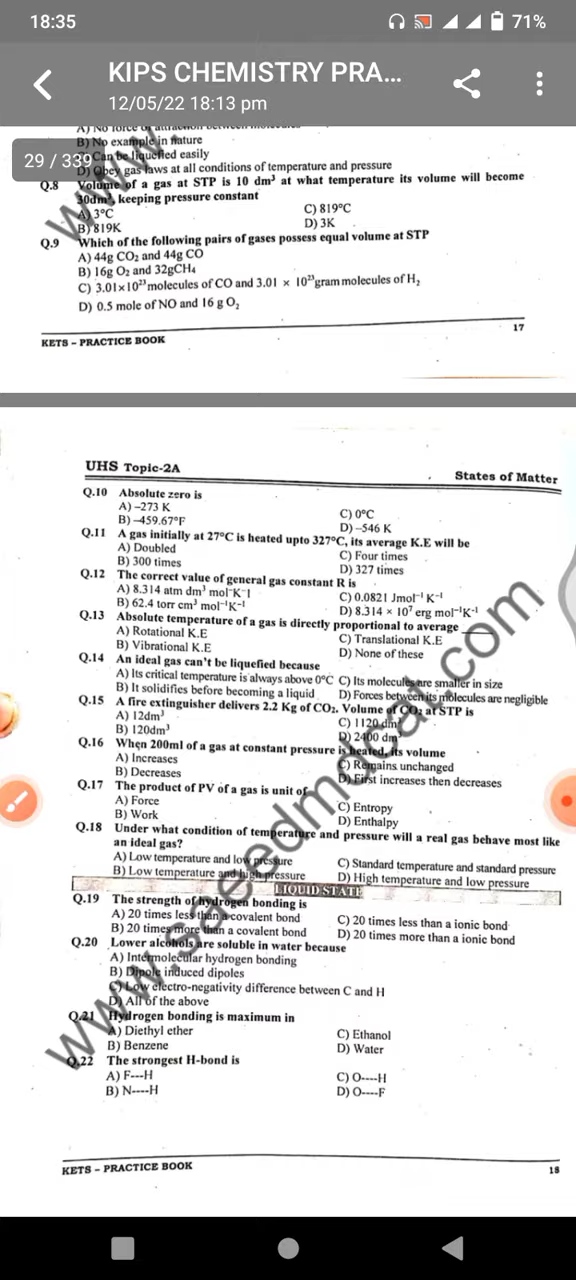 18:35
71%
KIPS CHEMISTRY PRA...
12/05/22 18:13 pm
29 / 339
A) No force of attraction between molecules
B) No example in nature
C) Can be liquefied easily
D) Obey gas laws at all conditions of temperature and pressure
Q.8 Volume of a gas at STP is 10 dm³ at what temperature its volume will become
30dm³, keeping pressure constant
A) 3°C C) 819°C
B) 819K D) 3K
Q.9 Which of the following pairs of gases possess equal volume at STP
A) 44g CO₂ and 44g CO
B) 16g O₂ and 32gCH₄
C) 3.01x10²³ molecules of CO and 3.01 × 10²³gram molecules of H₂
D) 0.5 mole of NO and 16 g O₂
17
KETS – PRACTICE BOOK
UHS Topic-2A
States of Matter
Q.10 Absolute zero is
A) –273 K C) 0°C
B) –459.67°F D) –546 K
Q.11 A gas initially at 27°C is heated upto 327°C, its average K.E will be
A) Doubled C) Four times
B) 300 times D) 327 times
Q.12 The correct value of general gas constant R is
A) 8.314 atm dm³ mol⁻K⁻1 C) 0.0821 Jmol⁻¹ K⁻¹
B) 62.4 torr cm³ mol⁻¹K⁻¹ D) 8.314 × 10⁷ erg mol⁻¹K⁻¹
Q.13 Absolute temperature of a gas is directly proportional to average ______
A) Rotational K.E C) Translational K.E
B) Vibrational K.E D) None of these
Q.14 An ideal gas can't be liquefied because
A) Its critical temperature is always above 0°C C) Its molecules are smaller in size
B) It solidifies before becoming a liquid D) Forces between its molecules are negligible
Q.15 A fire extinguisher delivers 2.2 Kg of CO₂. Volume of CO₂ at STP is
A) 12dm³ C) 1120 dm³
B) 120dm³ D) 2400 dm³
Q.16 When 200ml of a gas at constant pressure is heated, its volume
A) Increases C) Remains unchanged
B) Decreases D) First increases then decreases
Q.17 The product of PV of a gas is unit of
A) Force C) Entropy
B) Work D) Enthalpy
Q.18 Under what condition of temperature and pressure will a real gas behave most like
an ideal gas?
A) Low temperature and low pressure C) Standard temperature and standard pressure
B) Low temperature and high pressure D) High temperature and low pressure
LIQUID STATE
Q.19 The strength of hydrogen bonding is
A) 20 times less than a covalent bond C) 20 times less than a ionic bond
B) 20 times more than a covalent bond D) 20 times more than a ionic bond
Q.20 Lower alcohols are soluble in water because
A) Intermolecular hydrogen bonding
B) Dipole induced dipoles
C) Low electro-negativity difference between C and H
D) All of the above
Q.21 Hydrogen bonding is maximum in
A) Diethyl ether C) Ethanol
B) Benzene D) Water
Q.22 The strongest H-bond is
A) F---H C) O----H
B) N----H D) O----F
www.saeedmdcat.com
KETS – PRACTICE BOOK
18